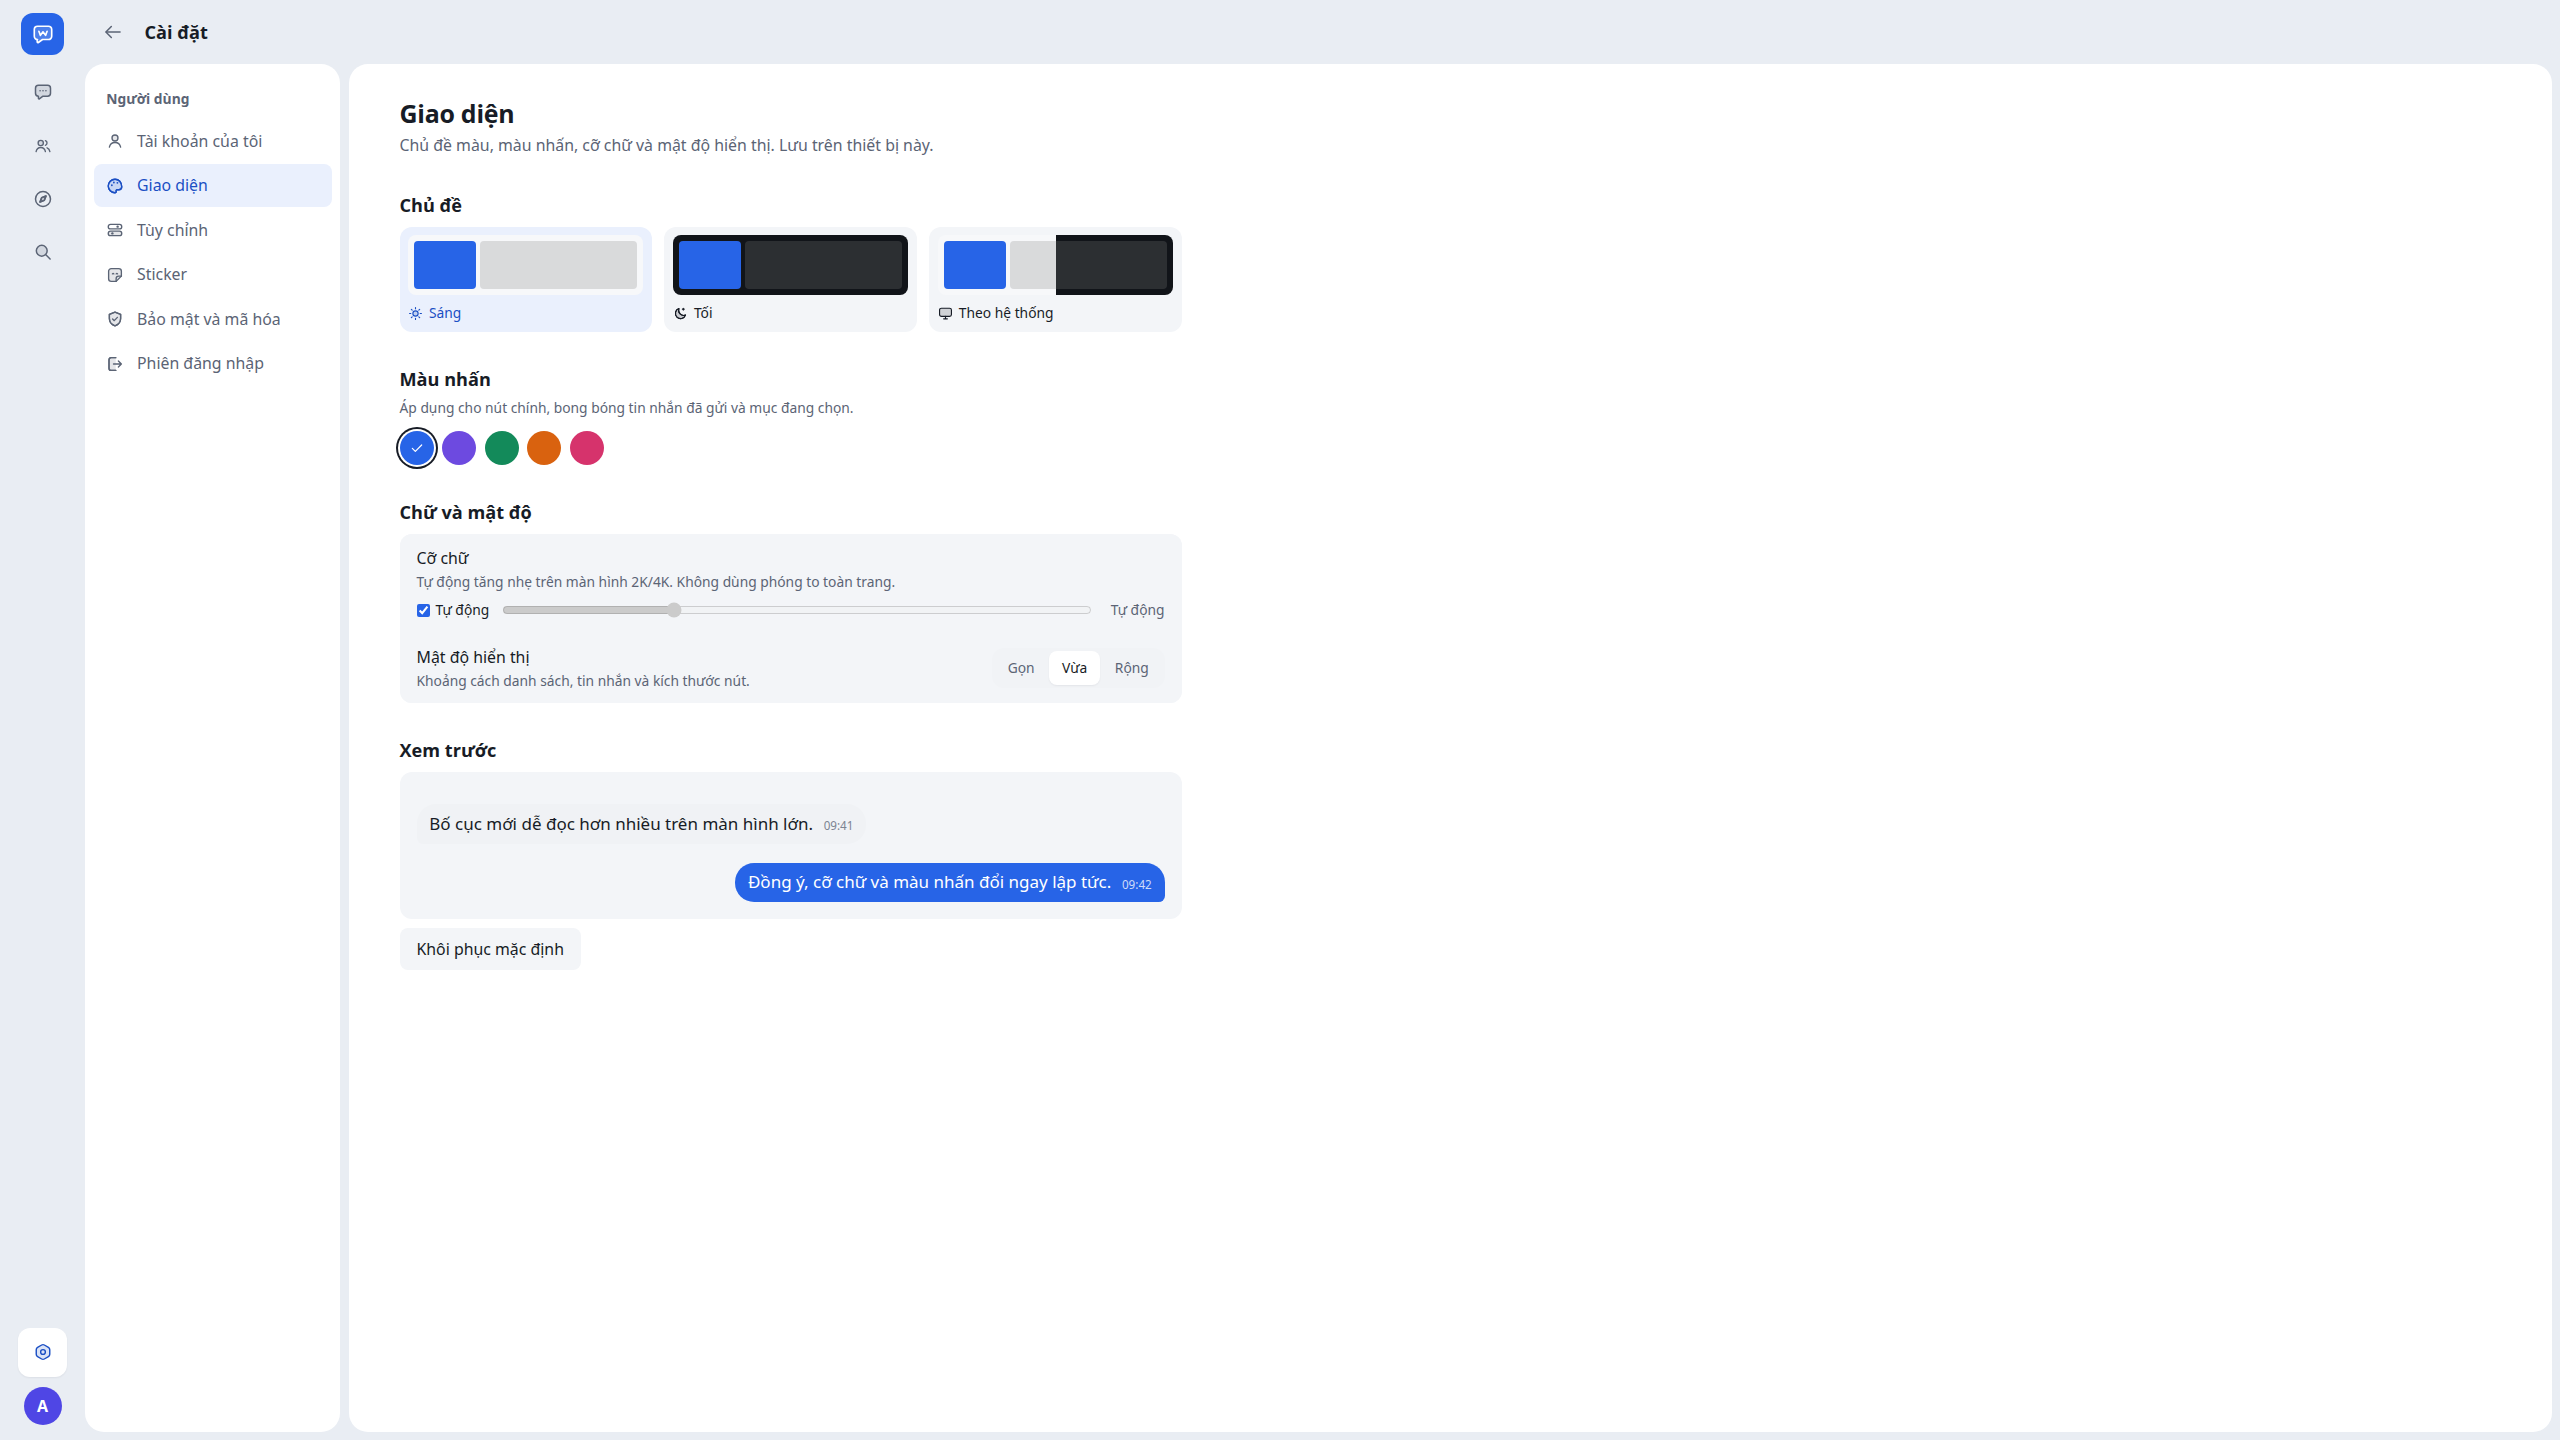 Cài đặt
Người dùng
Tài khoản của tôi
Giao diện
Tùy chỉnh
Sticker
Bảo mật và mã hóa
Phiên đăng nhập
A
Giao diện
Chủ đề màu, màu nhấn, cỡ chữ và mật độ hiển thị. Lưu trên thiết bị này.
Chủ đề
Sáng
Tối
Theo hệ thống
Màu nhấn
Áp dụng cho nút chính, bong bóng tin nhắn đã gửi và mục đang chọn.
Chữ và mật độ
Cỡ chữ
Tự động tăng nhẹ trên màn hình 2K/4K. Không dùng phóng to toàn trang.
Tự động
Tự động
Mật độ hiển thị
Khoảng cách danh sách, tin nhắn và kích thước nút.
Gọn
Vừa
Rộng
Xem trước
Bố cục mới dễ đọc hơn nhiều trên màn hình lớn. 09:41
Đồng ý, cỡ chữ và màu nhấn đổi ngay lập tức. 09:42
Khôi phục mặc định